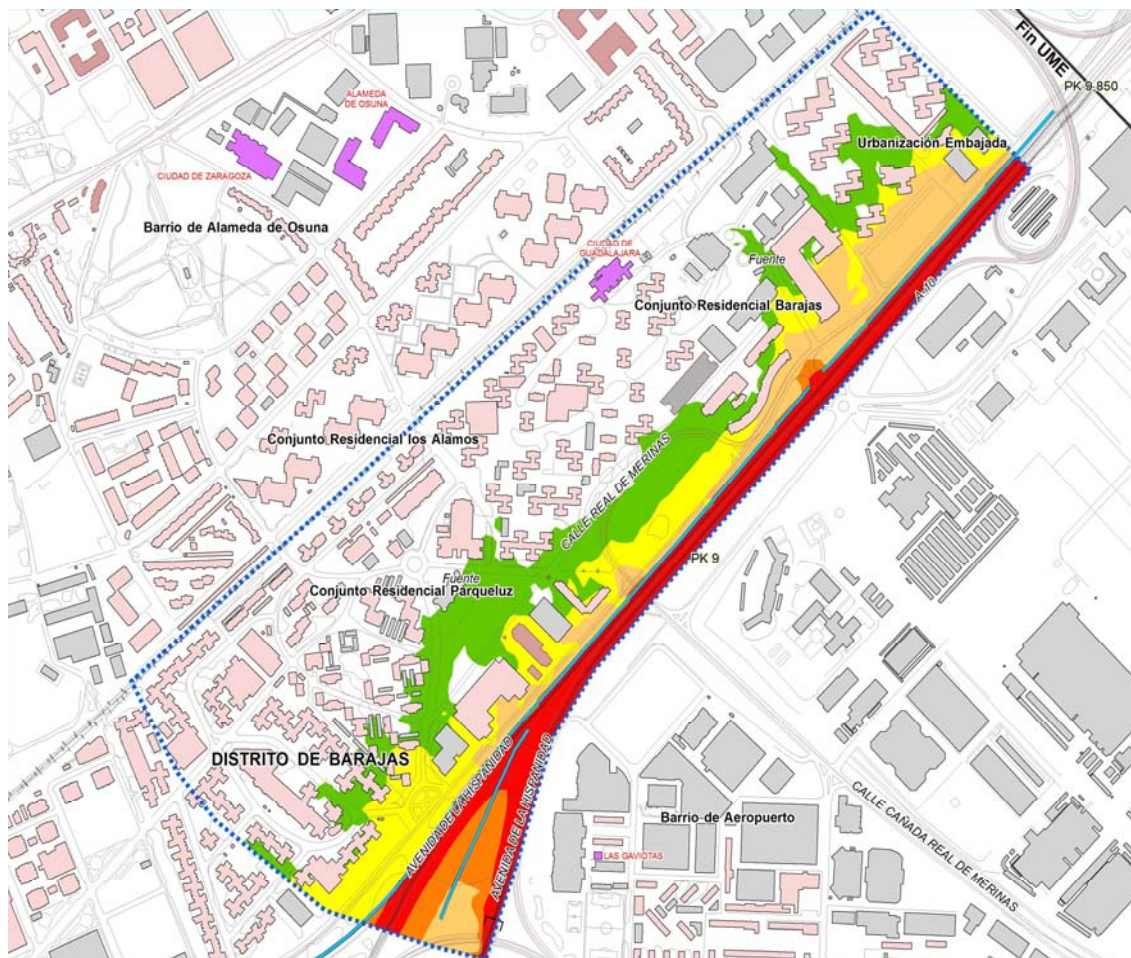 Fin UME
PK 9.850
ALAMEDA
DE OSUNA
Urbanización Embajada
CIUDAD DE ZARAGOZA
Barrio de Alameda de Osuna
CIUDAD DE
GUADALAJARA
Fuente
Conjunto Residencial Barajas
A-10
Conjunto Residencial los Alamos
CALLE REAL DE MERINAS
PK 9
Fuente
Conjunto Residencial Parqueluz
DISTRITO DE BARAJAS
AVENIDA DE LA HISPANIDAD
AVENIDA DE LA HISPANIDAD
Barrio de Aeropuerto
CALLE CAÑADA REAL DE MERINAS
LAS GAVIOTAS